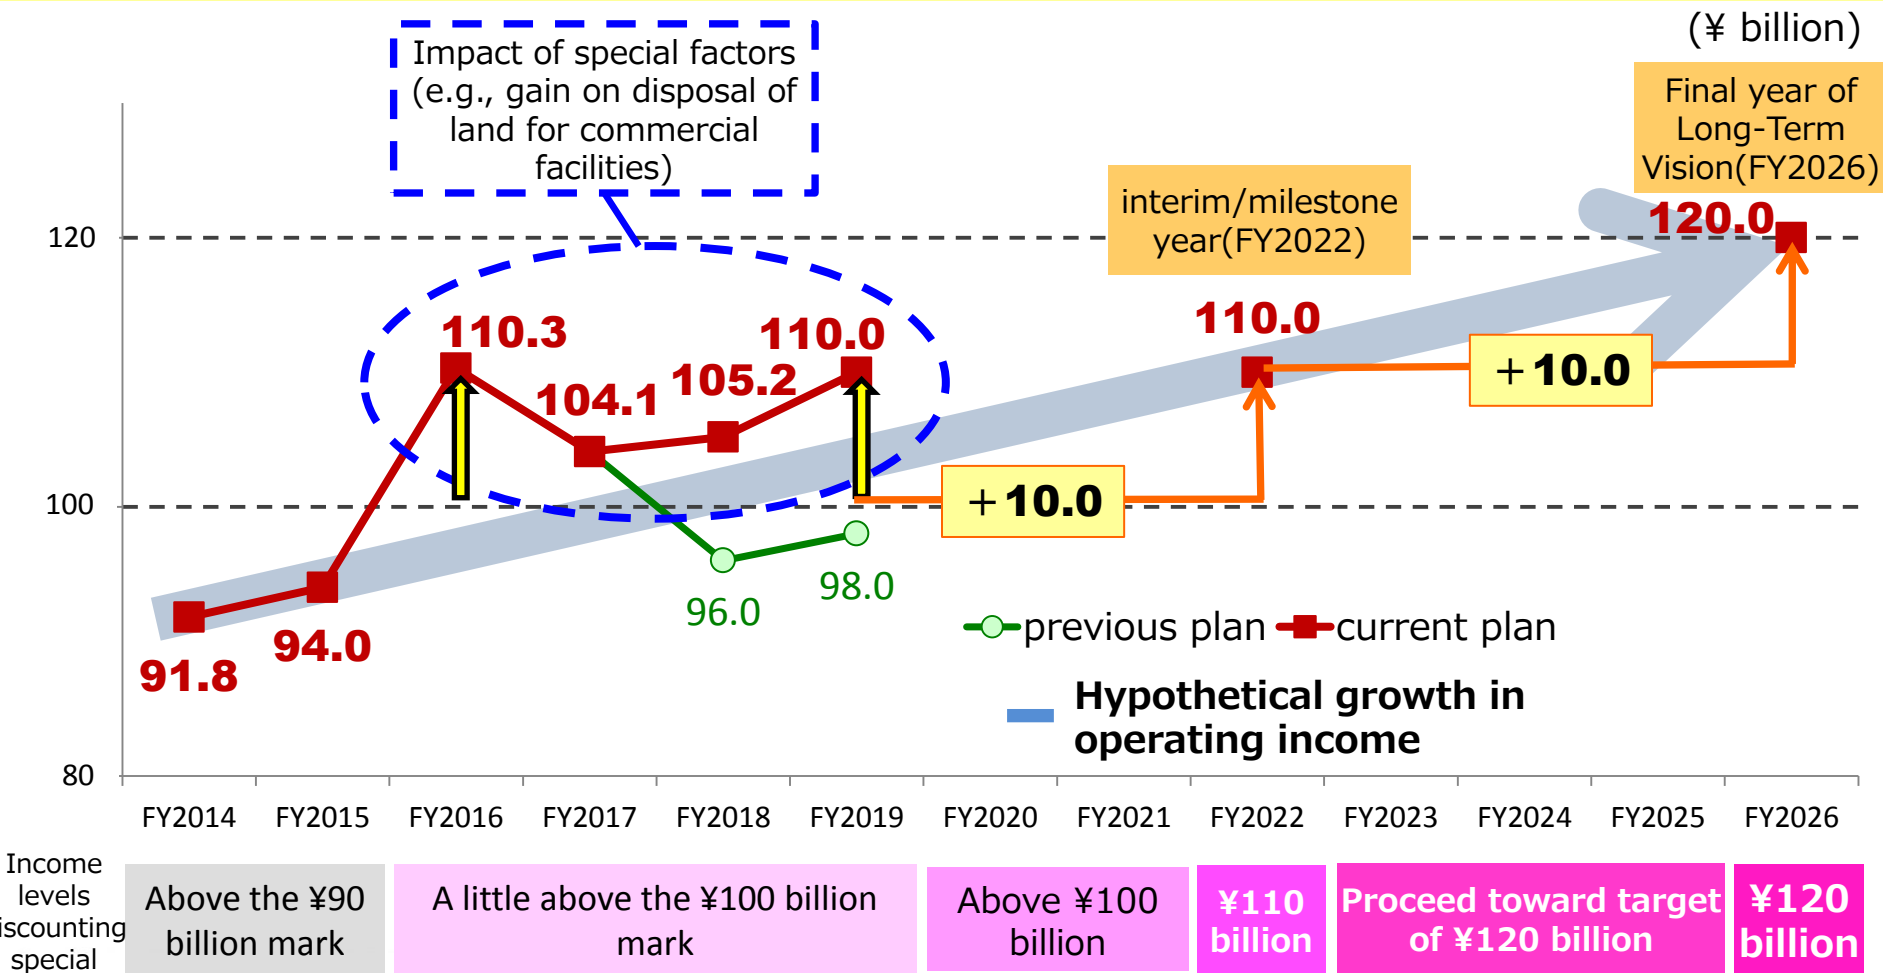 (¥ billion)
Impact of special factors
(e.g., gain on disposal of
land for commercial
facilities)
Final year of
Long-Term
Vision(FY2026)
interim/milestone
year(FY2022)
120
100
80
91.8
94.0
110.3
104.1
105.2
110.0
110.0
120.0
96.0
98.0
+10.0
+10.0
previous plan
current plan
Hypothetical growth in
operating income
FY2014 FY2015 FY2016 FY2017 FY2018 FY2019 FY2020 FY2021 FY2022 FY2023 FY2024 FY2025 FY2026
Income
levels
iscounting
special
Above the ¥90
billion mark
A little above the ¥100 billion
mark
Above ¥100
billion
¥110
billion
Proceed toward target
of ¥120 billion
¥120
billion